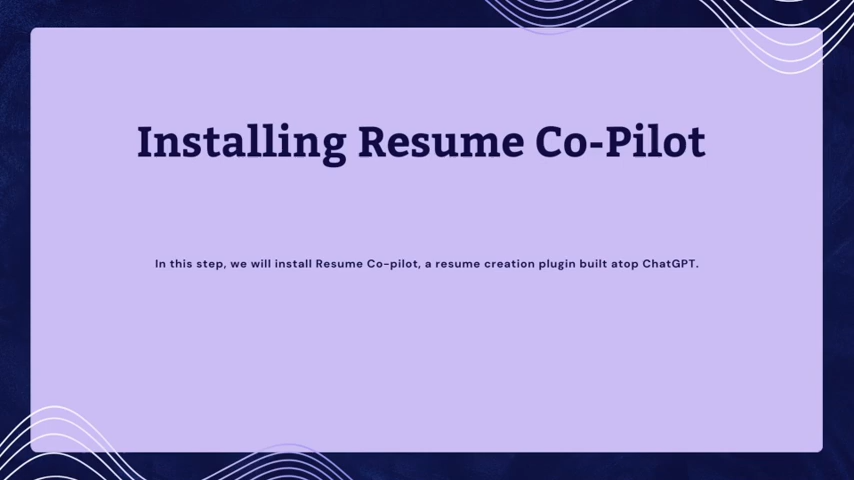 Installing Resume Co-Pilot
In this step, we will install Resume Co-pilot, a resume creation plugin built atop ChatGPT.